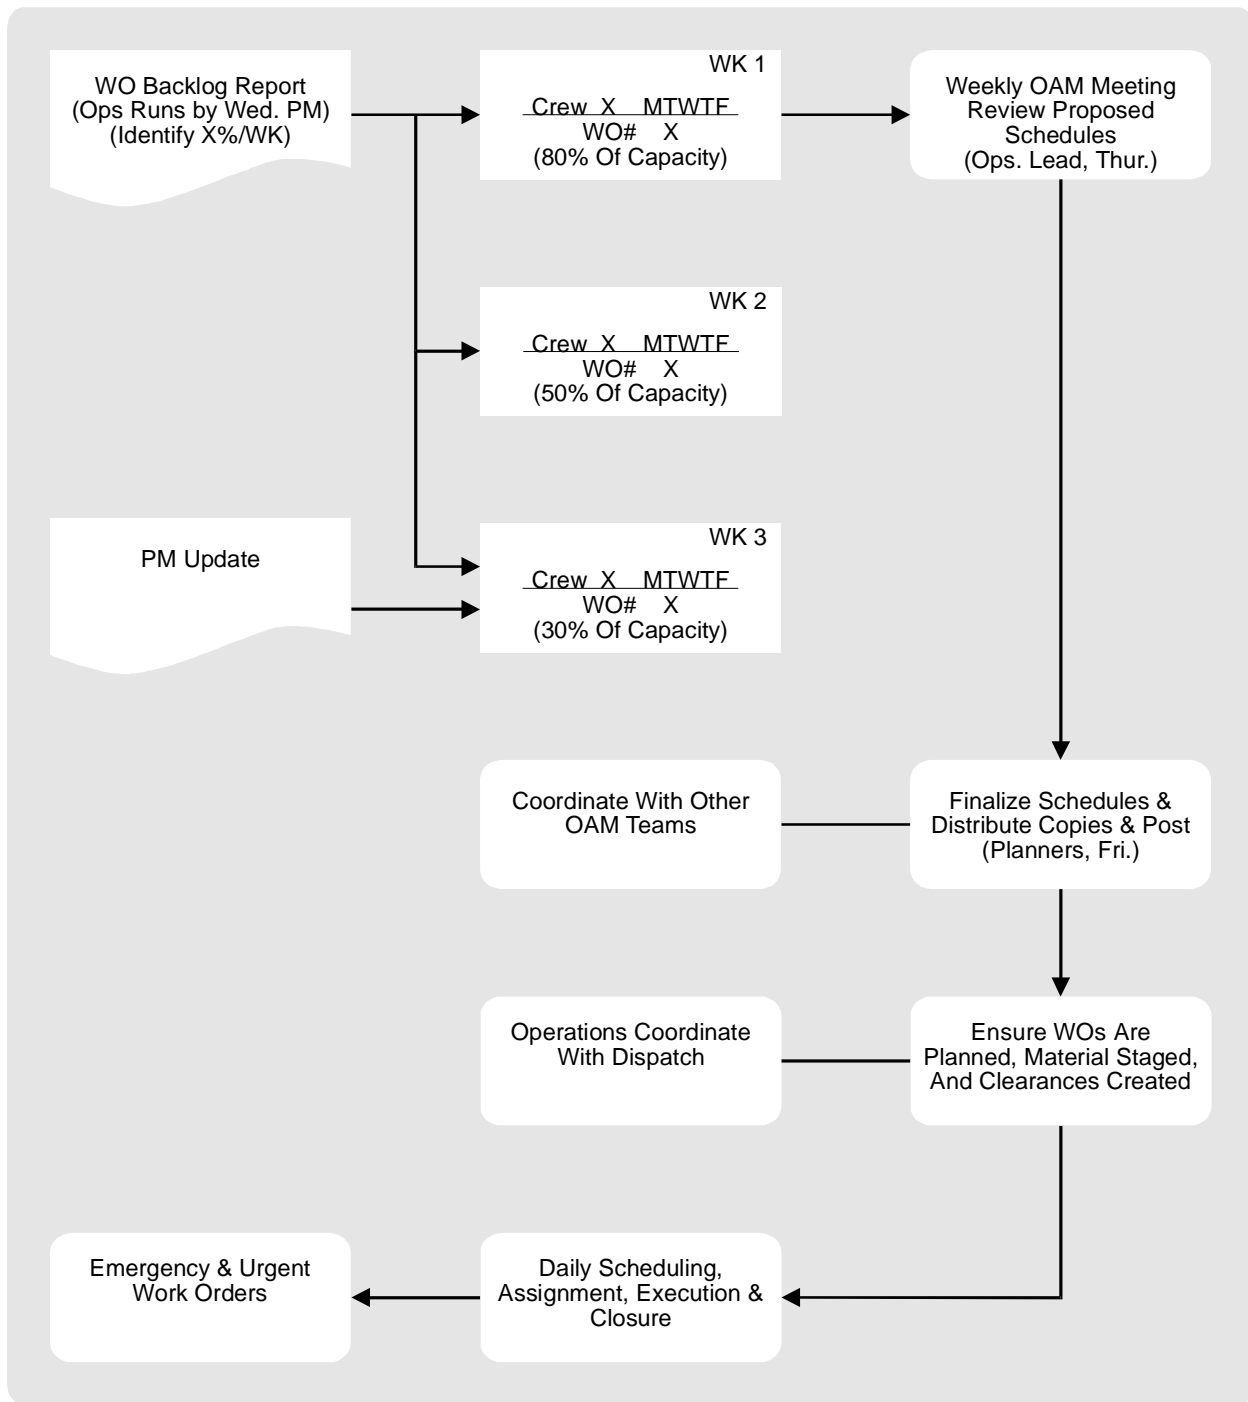 WO Backlog Report
(Ops Runs by Wed. PM)
(Identify X%/WK)
WK 1
Crew X MTWTF
WO# X
(80% Of Capacity)
Weekly OAM Meeting
Review Proposed
Schedules
(Ops. Lead, Thur.)
WK 2
Crew X MTWTF
WO# X
(50% Of Capacity)
PM Update
WK 3
Crew X MTWTF
WO# X
(30% Of Capacity)
Coordinate With Other
OAM Teams
Finalize Schedules &
Distribute Copies & Post
(Planners, Fri.)
Operations Coordinate
With Dispatch
Ensure WOs Are
Planned, Material Staged,
And Clearances Created
Emergency & Urgent
Work Orders
Daily Scheduling,
Assignment, Execution &
Closure